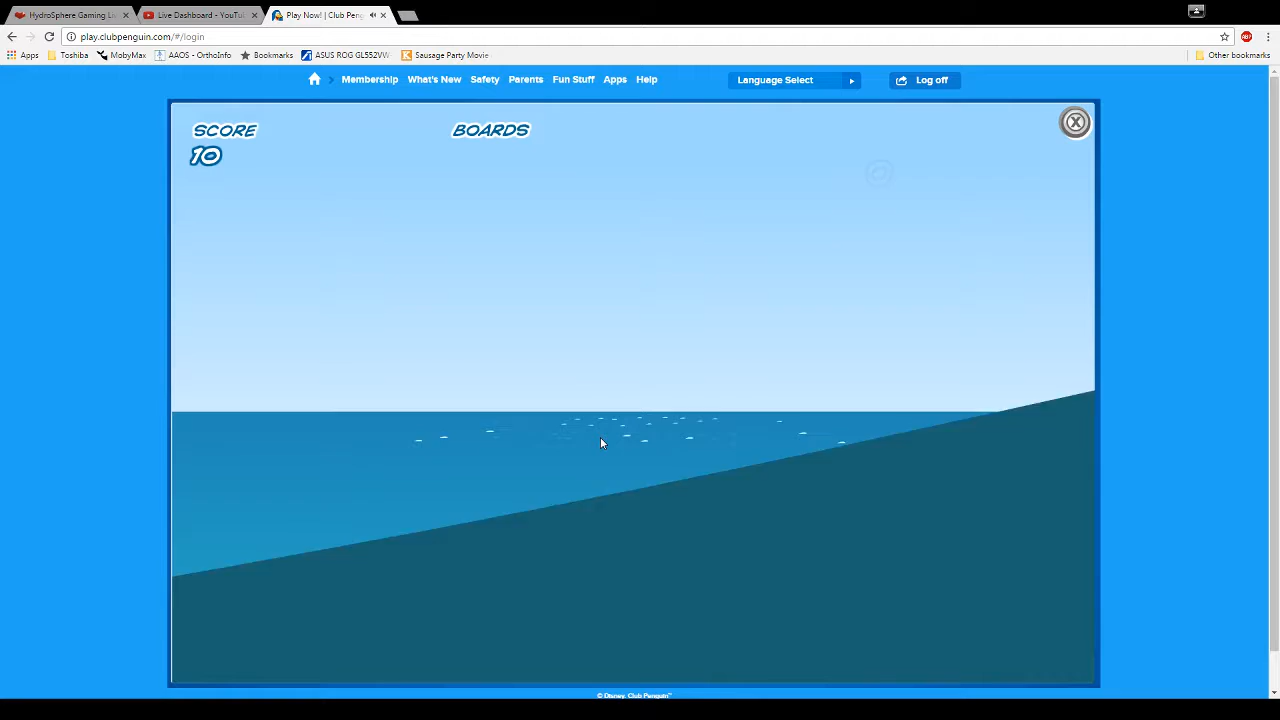 HydroSphere Gaming Li
Live Dashboard - YouTu
Play Now! | Club Peng
play.clubpenguin.com/#/login
Apps Toshiba MobyMax AAOS - OrthoInfo Bookmarks ASUS ROG GL552VW Sausage Party Movie Other bookmarks
Membership What's New Safety Parents Fun Stuff Apps Help Language Select Log off
SCORE BOARDS
10
© Disney. Club Penguin™